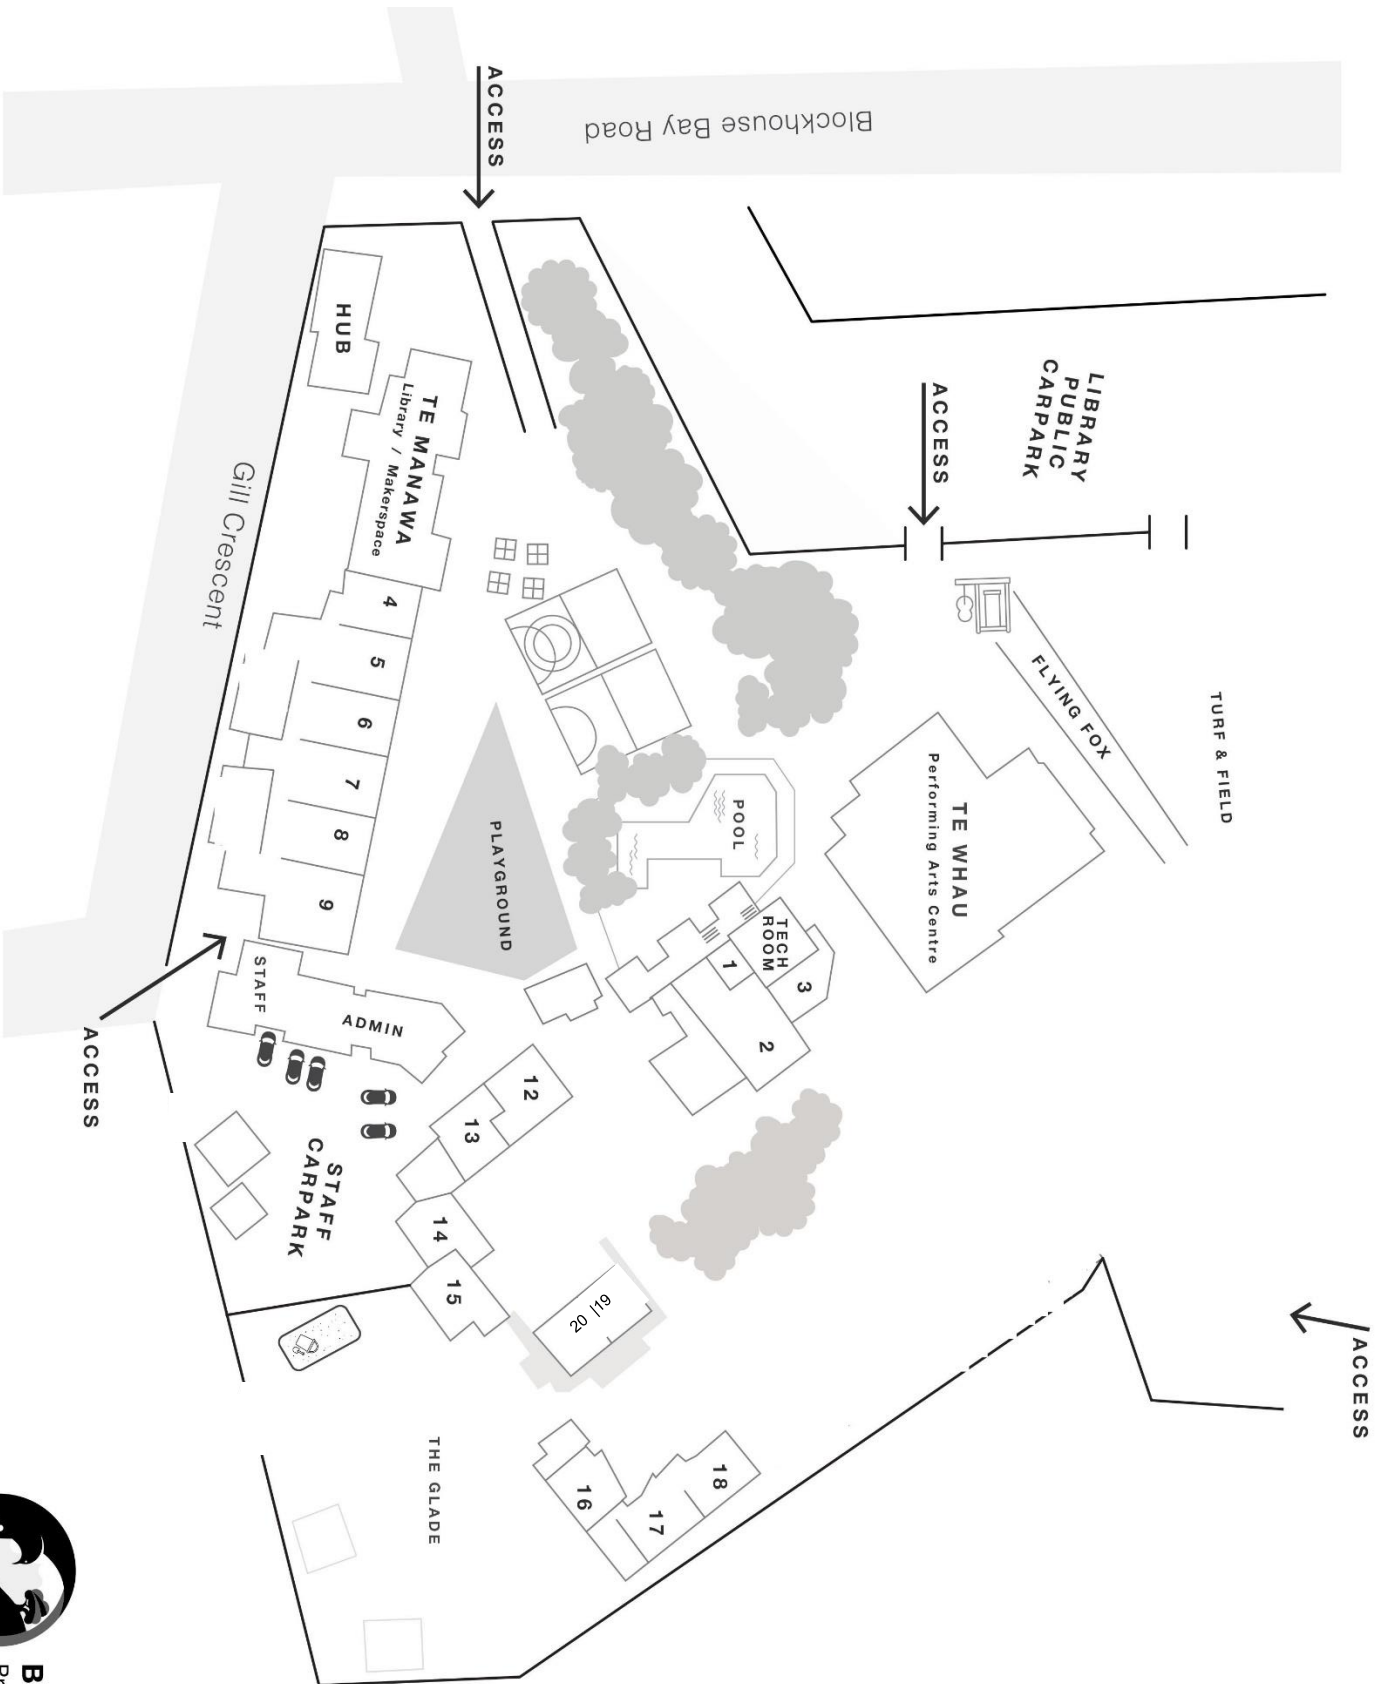 Blockhouse Bay Road
ACCESS
LIBRARY
PUBLIC
CARPARK
ACCESS
HUB
TE MANAWA
Library / Makerspace
Gill Crescent
4
5
6
7
8
9
FLYING FOX
TURF & FIELD
POOL
PLAYGROUND
TE WHAU
Performing Arts Centre
TECH
ROOM
1
3
2
STAFF
ADMIN
ACCESS
12
13
STAFF
CARPARK
14
15
20 |19
ACCESS
THE GLADE
16
17
18
B